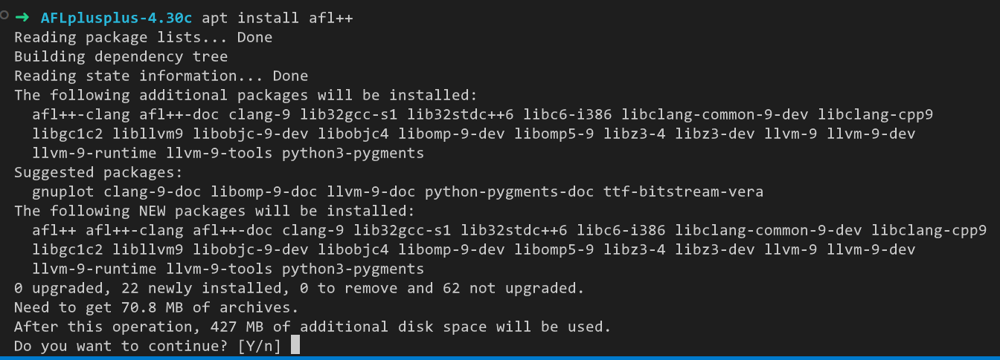 → AFLplusplus-4.30c apt install afl++
Reading package lists... Done
Building dependency tree
Reading state information... Done
The following additional packages will be installed:
  afl++-clang afl++-doc clang-9 lib32gcc-s1 lib32stdc++6 libc6-i386 libclang-common-9-dev libclang-cpp9
  libgc1c2 libllvm9 libobjc-9-dev libobjc4 libomp-9-dev libomp5-9 libz3-4 libz3-dev llvm-9 llvm-9-dev
  llvm-9-runtime llvm-9-tools python3-pygments
Suggested packages:
  gnuplot clang-9-doc libomp-9-doc llvm-9-doc python-pygments-doc ttf-bitstream-vera
The following NEW packages will be installed:
  afl++ afl++-clang afl++-doc clang-9 lib32gcc-s1 lib32stdc++6 libc6-i386 libclang-common-9-dev libclang-cpp9
  libgc1c2 libllvm9 libobjc-9-dev libobjc4 libomp-9-dev libomp5-9 libz3-4 libz3-dev llvm-9 llvm-9-dev
  llvm-9-runtime llvm-9-tools python3-pygments
0 upgraded, 22 newly installed, 0 to remove and 62 not upgraded.
Need to get 70.8 MB of archives.
After this operation, 427 MB of additional disk space will be used.
Do you want to continue? [Y/n]